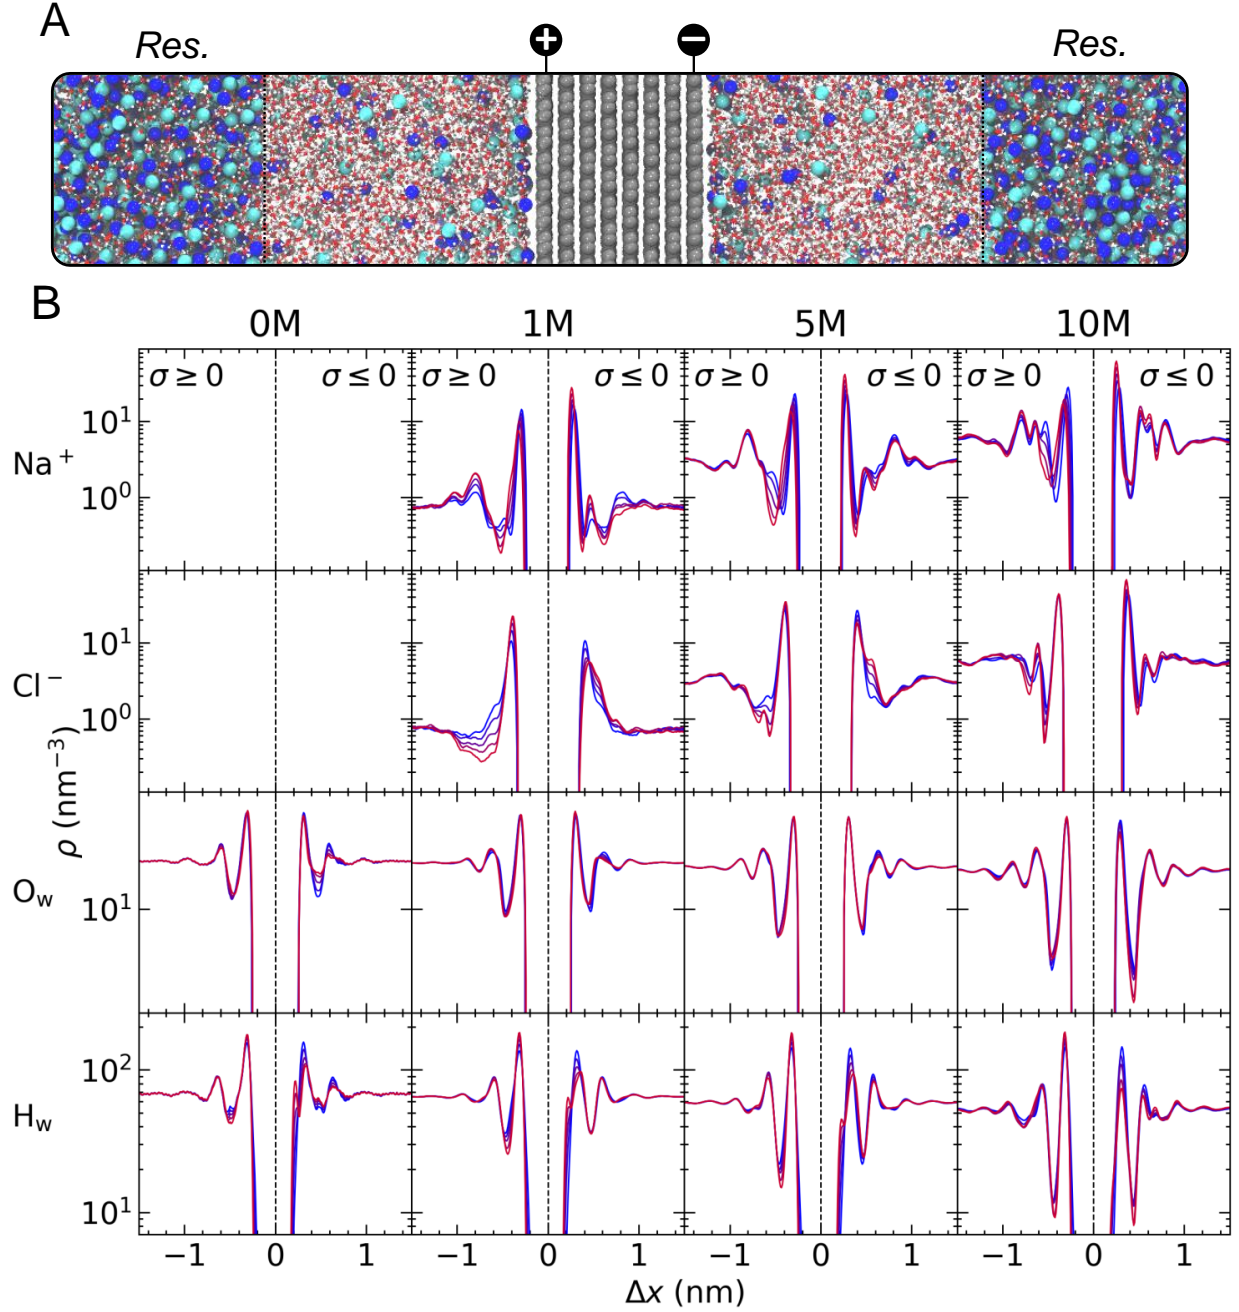 A
Res.
+
−
Res.
B
0M 1M 5M 10M
σ ≥ 0 σ ≤ 0 σ ≥ 0 σ ≤ 0 σ ≥ 0 σ ≤ 0 σ ≥ 0 σ ≤ 0
10¹
Na⁺
10⁰
10¹
Cl⁻
10⁰
ρ (nm⁻³)
O_w
10¹
10²
H_w
10¹
−1 0 1 −1 0 1 −1 0 1 −1 0 1
Δx (nm)